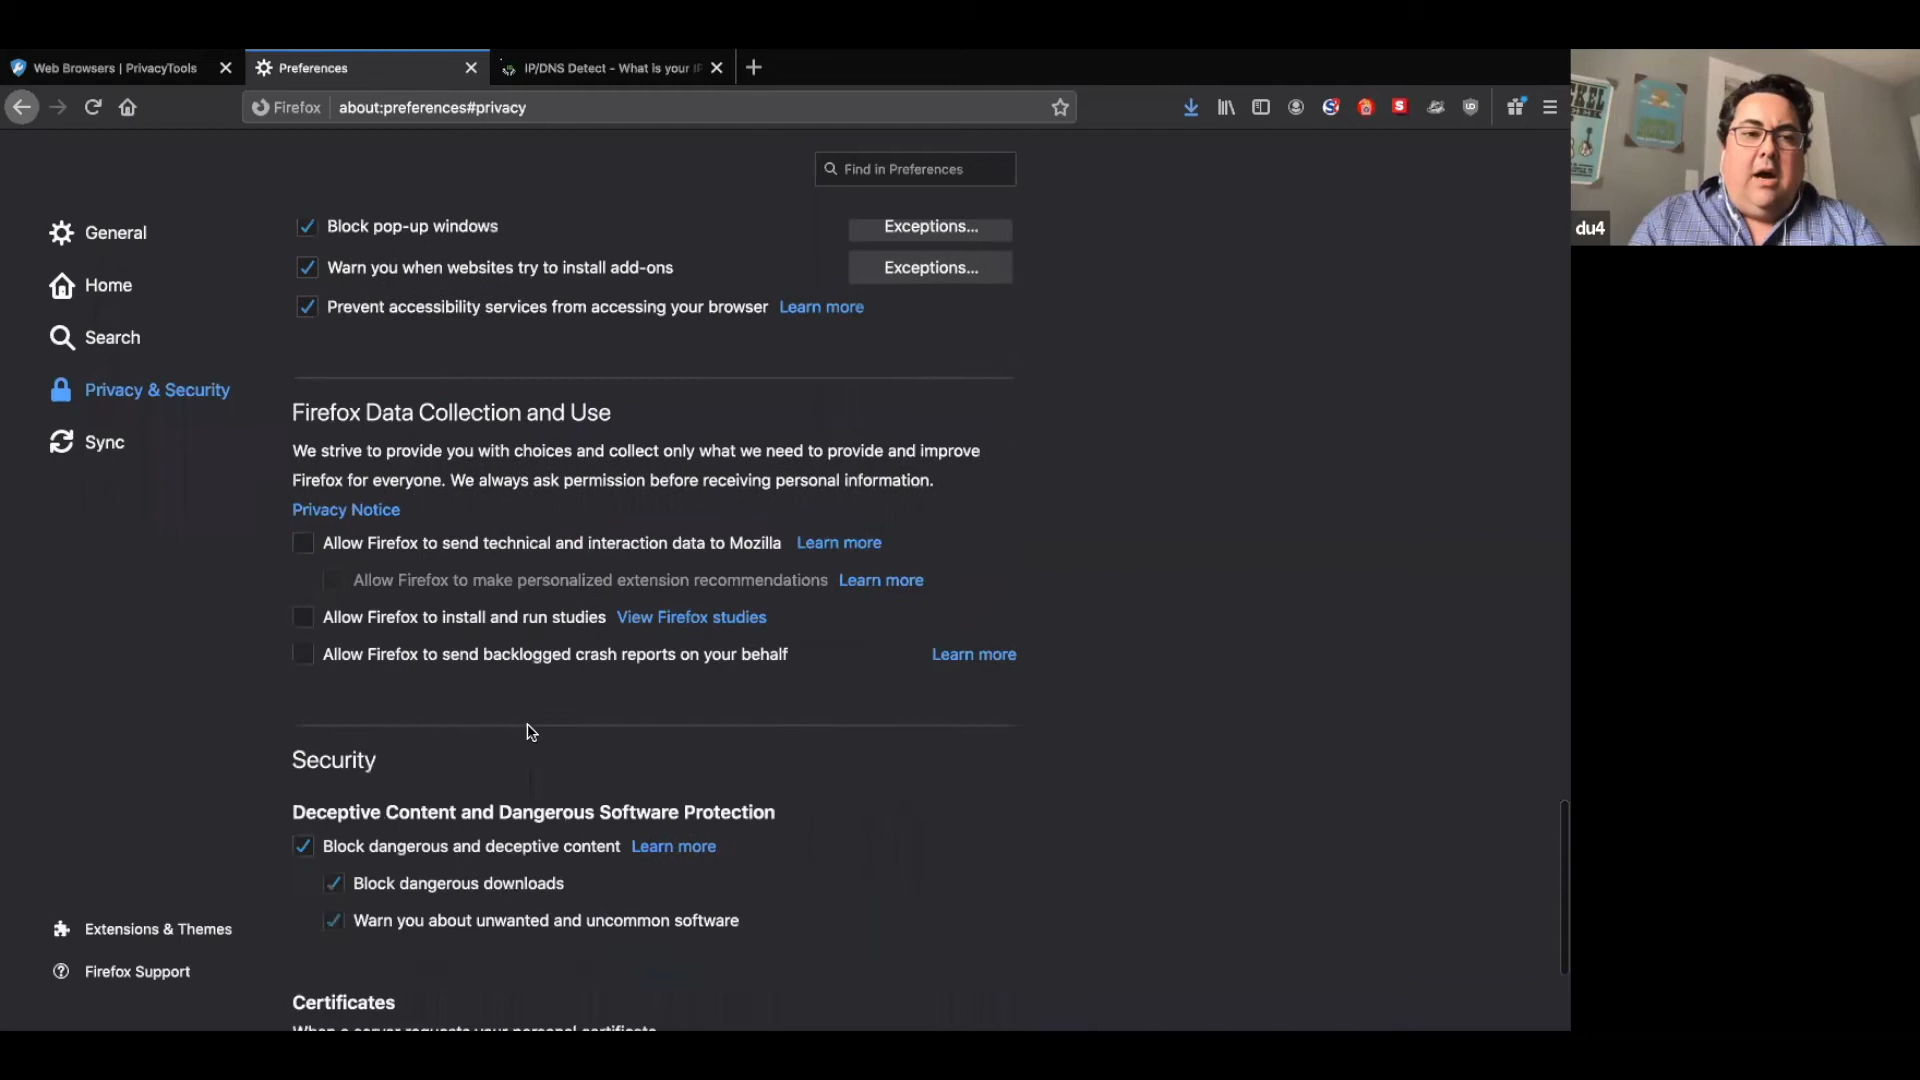 Web Browsers | PrivacyTools
Preferences
IP/DNS Detect - What is your
Firefox
about:preferences#privacy
du4
Find in Preferences
General
Home
Search
Privacy & Security
Sync
Extensions & Themes
Firefox Support
Block pop-up windows
Exceptions...
Warn you when websites try to install add-ons
Exceptions...
Prevent accessibility services from accessing your browser Learn more
Firefox Data Collection and Use
We strive to provide you with choices and collect only what we need to provide and improve
Firefox for everyone. We always ask permission before receiving personal information.
Privacy Notice
Allow Firefox to send technical and interaction data to Mozilla Learn more
Allow Firefox to make personalized extension recommendations Learn more
Allow Firefox to install and run studies View Firefox studies
Allow Firefox to send backlogged crash reports on your behalf Learn more
Security
Deceptive Content and Dangerous Software Protection
Block dangerous and deceptive content Learn more
Block dangerous downloads
Warn you about unwanted and uncommon software
Certificates
When a server requests your personal certificate